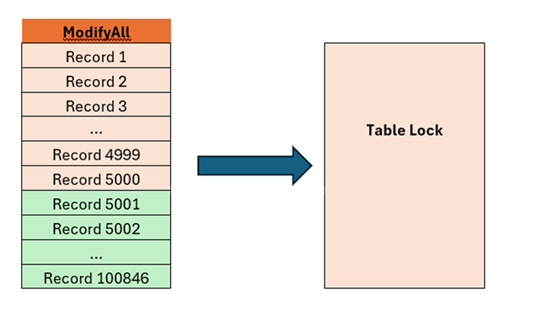 ModifyAll
Record 1
Record 2
Record 3
...
Record 4999
Record 5000
Record 5001
Record 5002
...
Record 100846
Table Lock